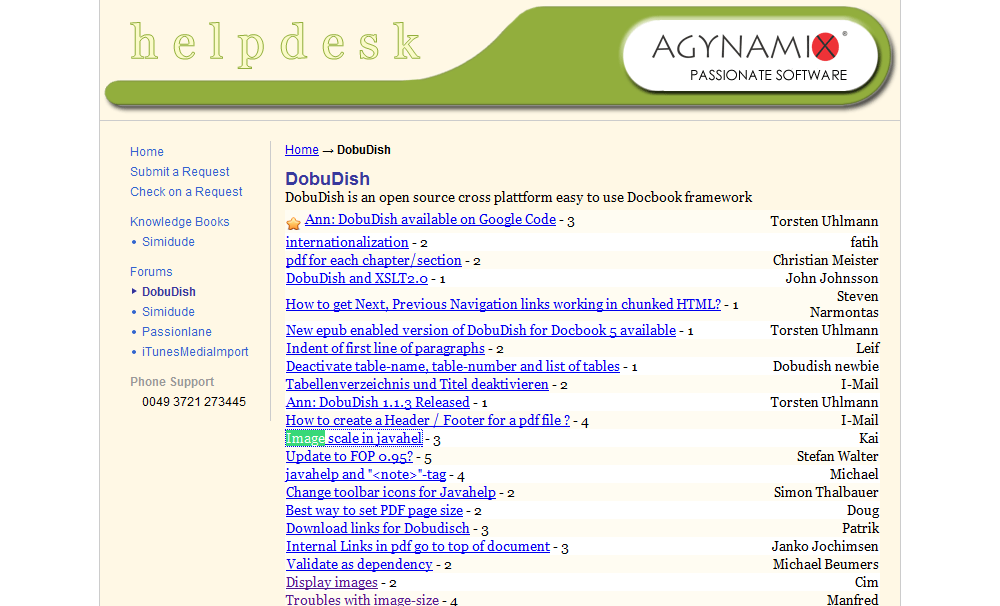 helpdesk
AGYNAMIX®
PASSIONATE SOFTWARE
Home
Submit a Request
Check on a Request
Knowledge Books
• Simidude
Forums
DobuDish
• Simidude
• Passionlane
• iTunesMediaImport
Phone Support
0049 3721 273445
Home → DobuDish
DobuDish
DobuDish is an open source cross plattform easy to use Docbook framework
Ann: DobuDish available on Google Code - 3 Torsten Uhlmann
internationalization - 2 fatih
pdf for each chapter/section - 2 Christian Meister
DobuDish and XSLT2.0 - 1 John Johnsson
How to get Next, Previous Navigation links working in chunked HTML? - 1 Steven
Narmontas
New epub enabled version of DobuDish for Docbook 5 available - 1 Torsten Uhlmann
Indent of first line of paragraphs - 2 Leif
Deactivate table-name, table-number and list of tables - 1 Dobudish newbie
Tabellenverzeichnis und Titel deaktivieren - 2 I-Mail
Ann: DobuDish 1.1.3 Released - 1 Torsten Uhlmann
How to create a Header / Footer for a pdf file ? - 4 I-Mail
Image scale in javahel - 3 Kai
Update to FOP 0.95? - 5 Stefan Walter
javahelp and "<note>"-tag - 4 Michael
Change toolbar icons for Javahelp - 2 Simon Thalbauer
Best way to set PDF page size - 2 Doug
Download links for Dobudisch - 3 Patrik
Internal Links in pdf go to top of document - 3 Janko Jochimsen
Validate as dependency - 2 Michael Beumers
Display images - 2 Cim
Troubles with image-size - 4 Manfred